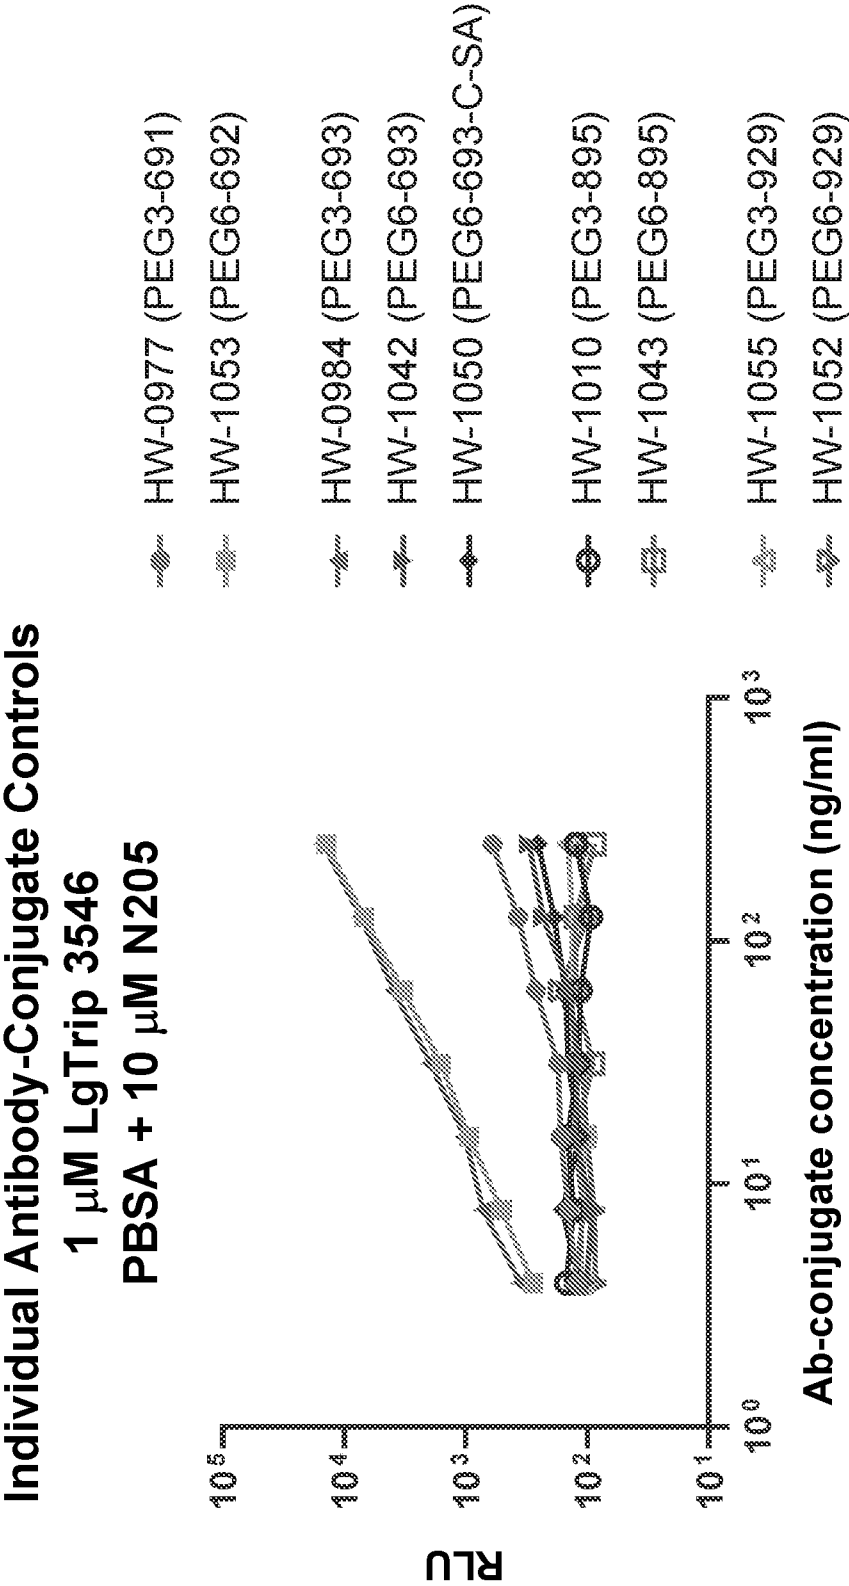 Individual Antibody-Conjugate Controls
1 μM LgTrip 3546
PBSA + 10 μM N205
RLU
10⁵
10⁴
10³
10²
10¹
10⁰
10¹
10²
10³
Ab-conjugate concentration (ng/ml)
HW-0977 (PEG3-691)
HW-1053 (PEG6-692)
HW-0984 (PEG3-693)
HW-1042 (PEG6-693)
HW-1050 (PEG6-693-C-SA)
HW-1010 (PEG3-895)
HW-1043 (PEG6-895)
HW-1055 (PEG3-929)
HW-1052 (PEG6-929)